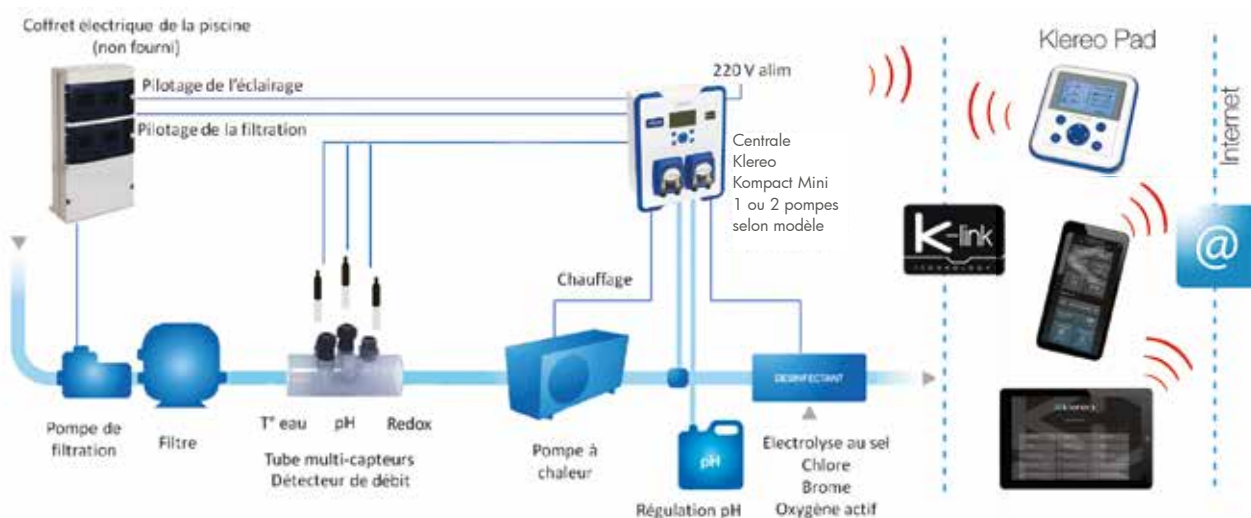 Coffret électrique de la piscine
(non fourni)
Pilotage de l'éclairage
Pilotage de la filtration
220 V alim
Centrale
Klereo
Kompact Mini
1 ou 2 pompes
selon modèle
Klereo Pad
Internet
K-link
TECHNOLOGY
@
Chauffage
DESINFECTANT
pH
Pompe de
filtration
Filtre
T° eau
pH
Redox
Tube multi-capteurs
Détecteur de débit
Pompe à
chaleur
Régulation pH
Électrolyse au sel
Chlore
Brome
Oxygène actif